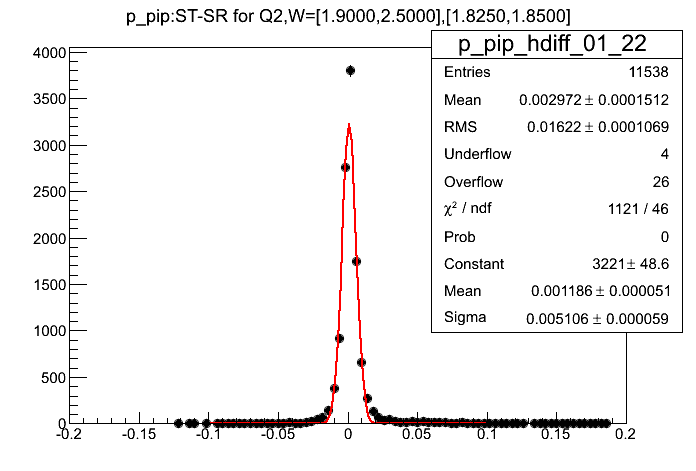 p_pip:ST-SR for Q2,W=[1.9000,2.5000],[1.8250,1.8500]
p_pip_hdiff_01_22
Entries 11538
Mean 0.002972 ± 0.0001512
RMS 0.01622 ± 0.0001069
Underflow 4
Overflow 26
χ² / ndf 1121 / 46
Prob 0
Constant 3221 ± 48.6
Mean 0.001186 ± 0.000051
Sigma 0.005106 ± 0.000059
4000
3500
3000
2500
2000
1500
1000
500
0
-0.2 -0.15 -0.1 -0.05 0 0.05 0.1 0.15 0.2